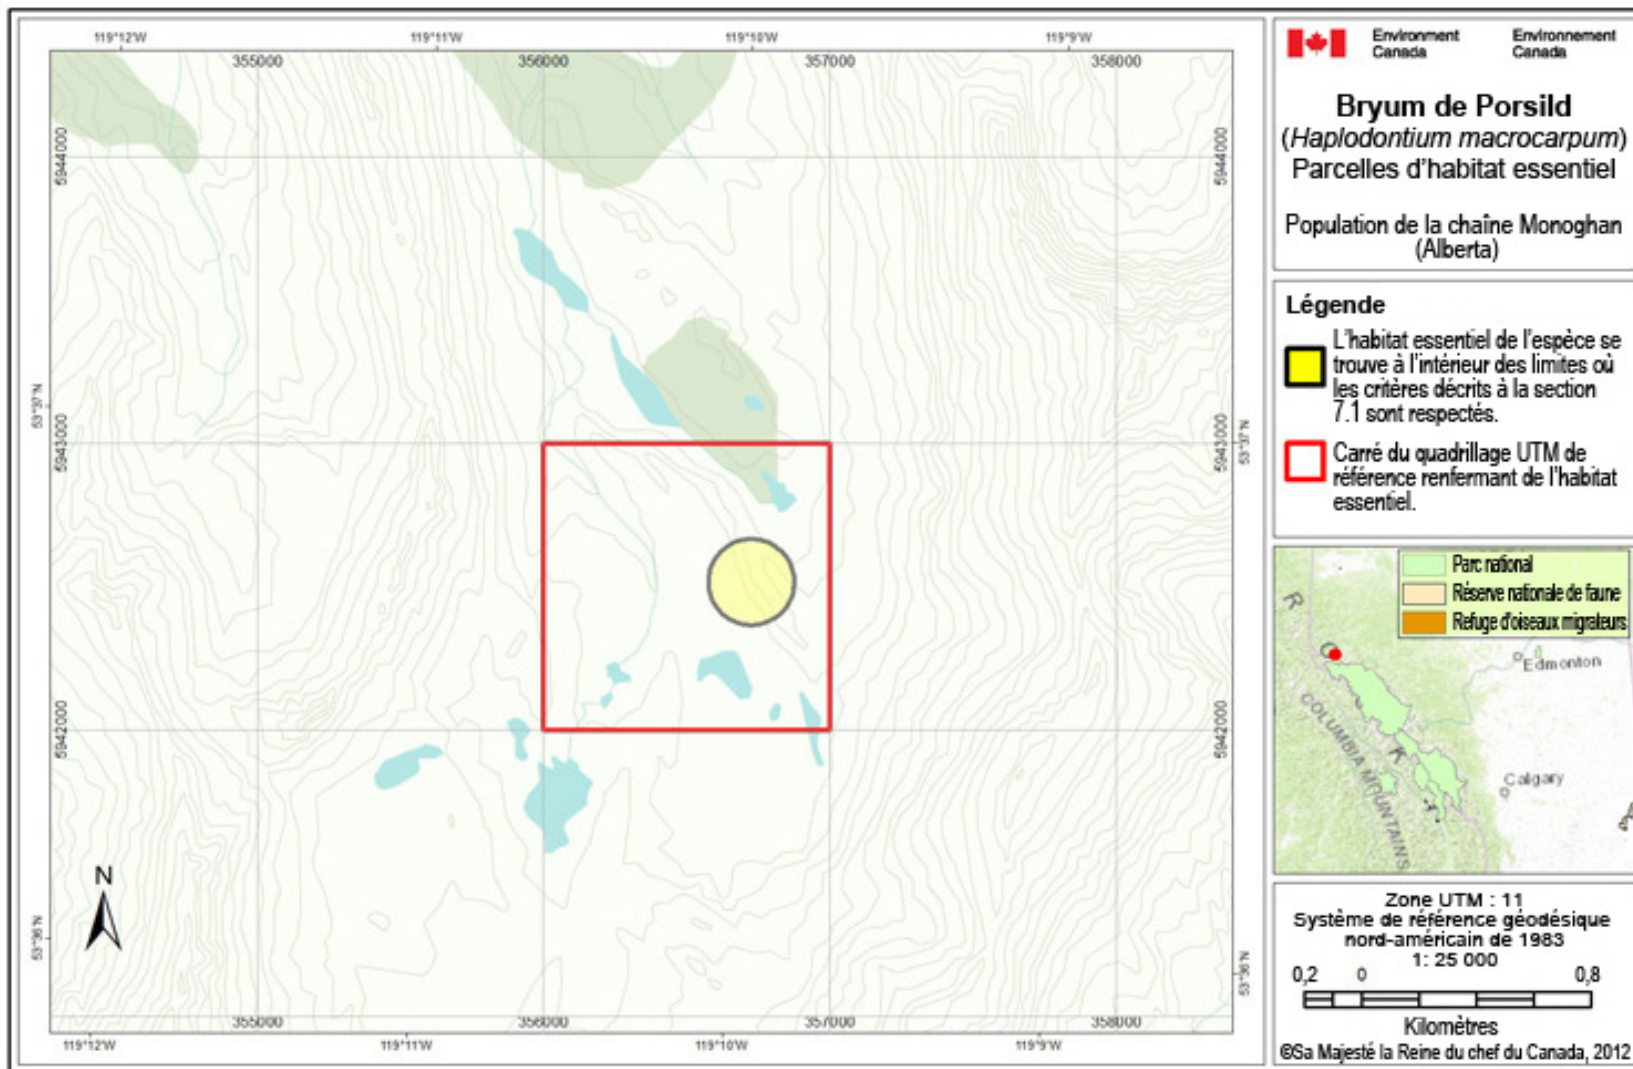 119°12'W 119°11'W 119°10'W 119°9'W
355000 356000 357000 358000
5944000 5944000
53°37'N
5943000 5943000 53°37'N
5942000 5942000
N
53°36'N 53°36'N
355000 356000 357000 358000
119°12'W 119°11'W 119°10'W 119°9'W
Environment Environnement
Canada Canada
Bryum de Porsild
(Haplodontium macrocarpum)
Parcelles d'habitat essentiel
Population de la chaîne Monoghan
(Alberta)
Légende
L'habitat essentiel de l'espèce se
trouve à l'intérieur des limites où
les critères décrits à la section
7.1 sont respectés.
Carré du quadrillage UTM de
référence renfermant de l'habitat
essentiel.
Parc national
Réserve nationale de faune
Refuge d'oiseaux migrateurs
R
O
Edmonton
COLUMBIA MOUNTAINS
K
Calgary
Zone UTM : 11
Système de référence géodésique
nord-américain de 1983
1: 25 000
0,2 0 0,8
Kilomètres
©Sa Majesté la Reine du chef du Canada, 2012